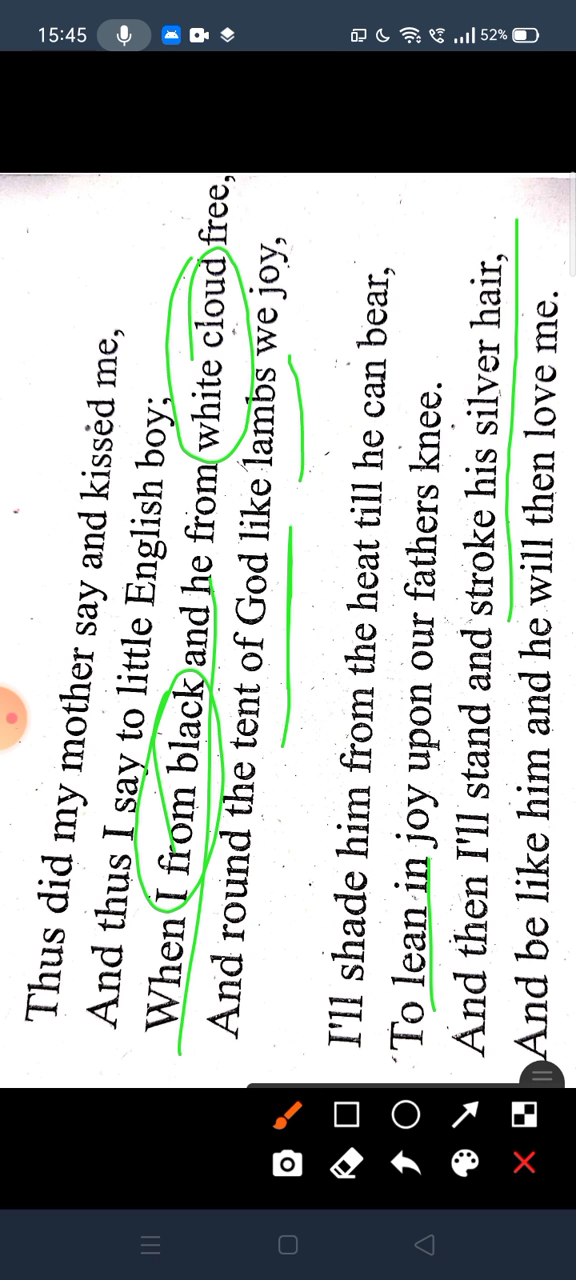 15:45
52%
Thus did my mother say and kissed me,
And thus I say to little English boy;
When I from black and he from white cloud free,
And round the tent of God like lambs we joy,
I'll shade him from the heat till he can bear,
To lean in joy upon our fathers knee.
And then I'll stand and stroke his silver hair,
And be like him and he will then love me.